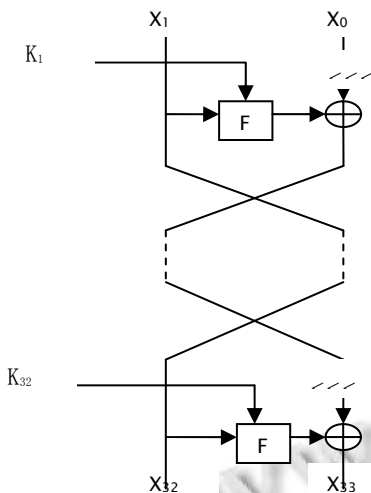 X₁ X₀
K₁
F
K₃₂
F
X₃₂ X₃₃